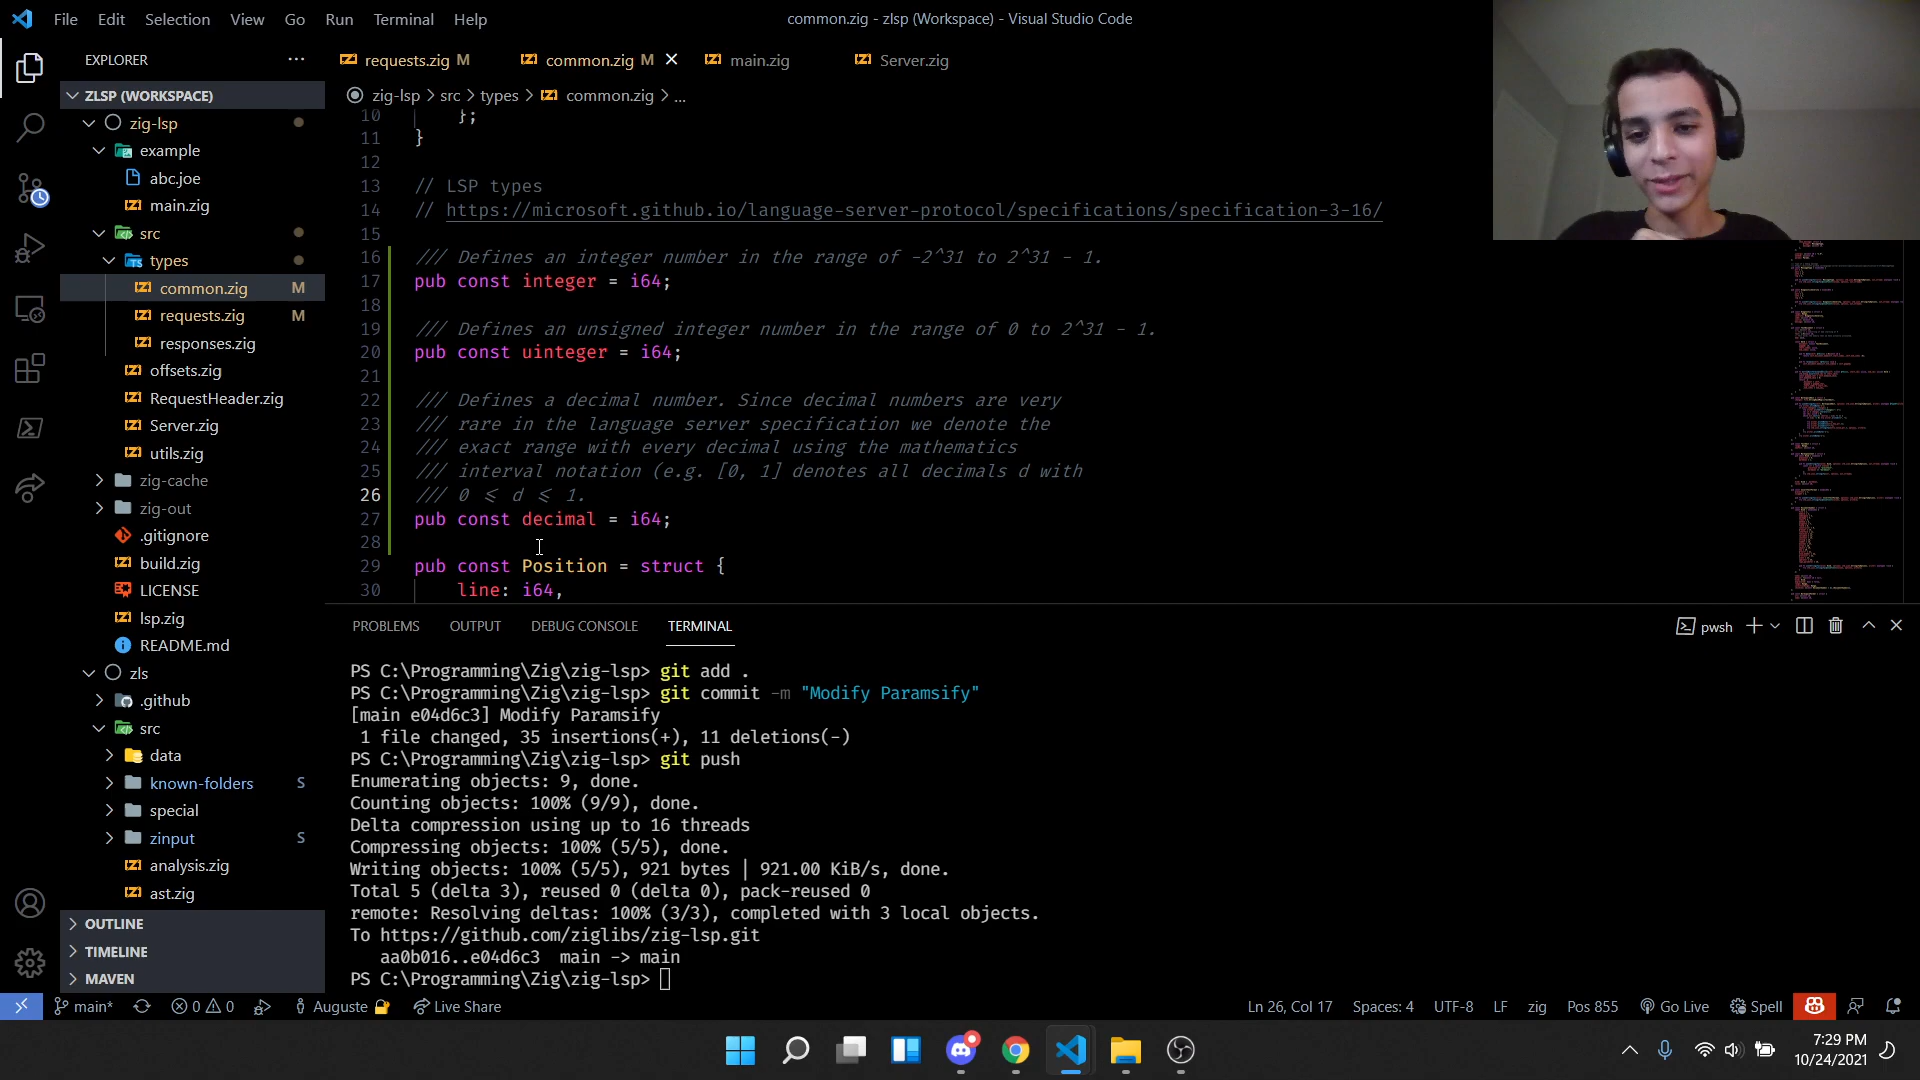 File Edit Selection View Go Run Terminal Help
common.zig - zlsp (Workspace) - Visual Studio Code
EXPLORER
requests.zig M
common.zig M
main.zig
Server.zig
ZLSP (WORKSPACE)
zig-lsp
example
abc.joe
main.zig
src
types
common.zig M
requests.zig M
responses.zig
offsets.zig
RequestHeader.zig
Server.zig
utils.zig
zig-cache
zig-out
.gitignore
build.zig
LICENSE
lsp.zig
README.md
zls
.github
src
data
known-folders S
special
zinput S
analysis.zig
ast.zig
OUTLINE
TIMELINE
MAVEN
zig-lsp > src > types > common.zig > ...
10 };
11 }
12
13 // LSP types
14 // https://microsoft.github.io/language-server-protocol/specifications/specification-3-16/
15
16 /// Defines an integer number in the range of -2^31 to 2^31 - 1.
17 pub const integer = i64;
18
19 /// Defines an unsigned integer number in the range of 0 to 2^31 - 1.
20 pub const uinteger = i64;
21
22 /// Defines a decimal number. Since decimal numbers are very
23 /// rare in the language server specification we denote the
24 /// exact range with every decimal using the mathematics
25 /// interval notation (e.g. [0, 1] denotes all decimals d with
26 /// 0 <= d <= 1.
27 pub const decimal = i64;
28
29 pub const Position = struct {
30 line: i64,
PROBLEMS OUTPUT DEBUG CONSOLE TERMINAL
pwsh
PS C:\Programming\Zig\zig-lsp> git add .
PS C:\Programming\Zig\zig-lsp> git commit -m "Modify Paramsify"
[main e04d6c3] Modify Paramsify
1 file changed, 35 insertions(+), 11 deletions(-)
PS C:\Programming\Zig\zig-lsp> git push
Enumerating objects: 9, done.
Counting objects: 100% (9/9), done.
Delta compression using up to 16 threads
Compressing objects: 100% (5/5), done.
Writing objects: 100% (5/5), 921 bytes | 921.00 KiB/s, done.
Total 5 (delta 3), reused 0 (delta 0), pack-reused 0
remote: Resolving deltas: 100% (3/3), completed with 3 local objects.
To https://github.com/ziglibs/zig-lsp.git
aa0b016..e04d6c3 main -> main
PS C:\Programming\Zig\zig-lsp>
main* 0 0 Auguste Live Share
Ln 26, Col 17 Spaces: 4 UTF-8 LF zig Pos 855 Go Live Spell
7:29 PM
10/24/2021